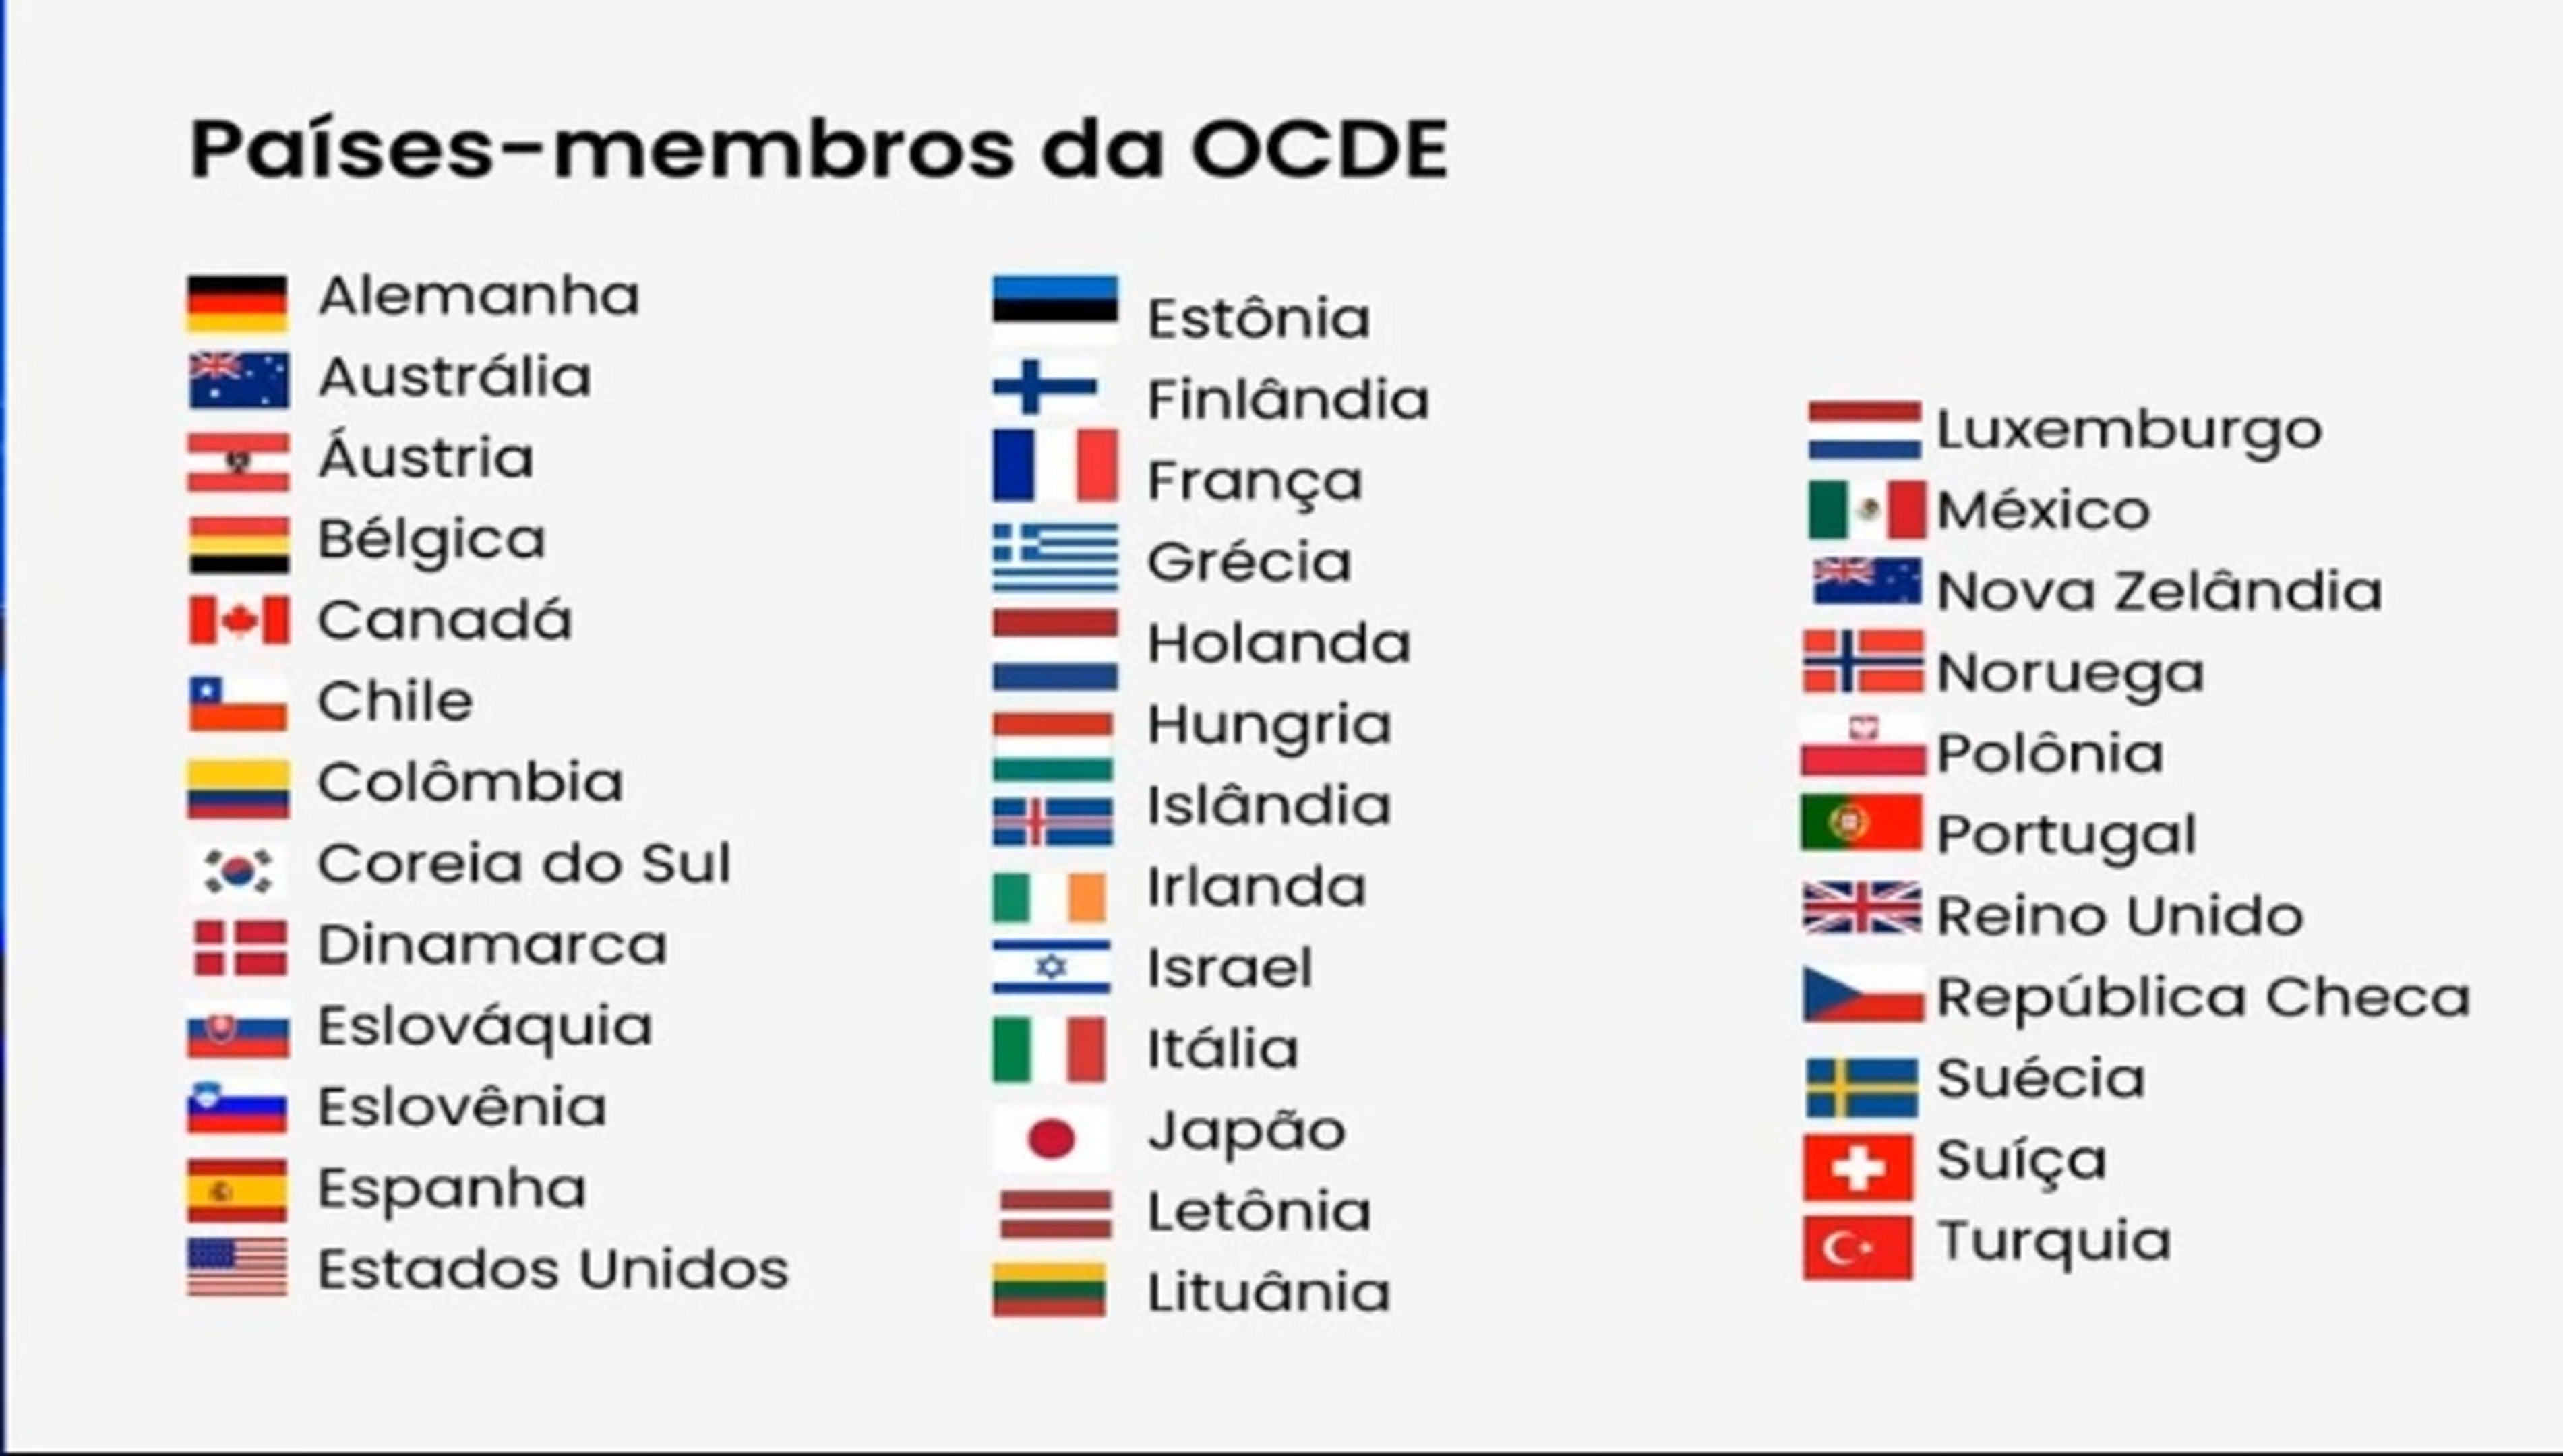 Países-membros da OCDE
Alemanha
Austrália
Áustria
Bélgica
Canadá
Chile
Colômbia
Coreia do Sul
Dinamarca
Eslováquia
Eslovênia
Espanha
Estados Unidos
Estônia
Finlândia
França
Grécia
Holanda
Hungria
Islândia
Irlanda
Israel
Itália
Japão
Letônia
Lituânia
Luxemburgo
México
Nova Zelândia
Noruega
Polônia
Portugal
Reino Unido
República Checa
Suécia
Suíça
Turquia